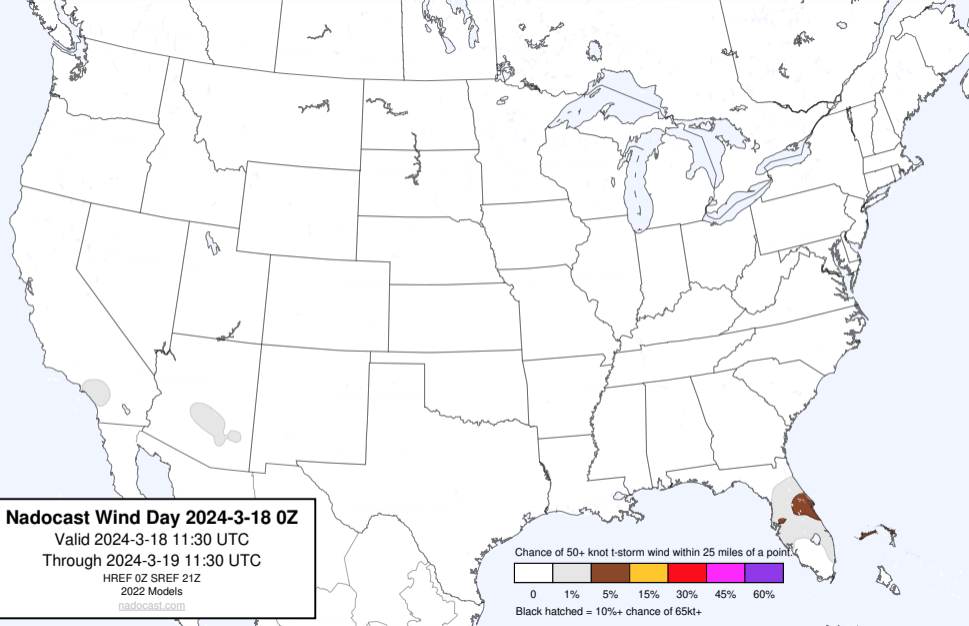 Nadocast Wind Day 2024-3-18 0Z
Valid 2024-3-18 11:30 UTC
Through 2024-3-19 11:30 UTC
HREF 0Z SREF 21Z
2022 Models
nadocast.com
Chance of 50+ knot t-storm wind within 25 miles of a point.
0 1% 5% 15% 30% 45% 60%
Black hatched = 10%+ chance of 65kt+